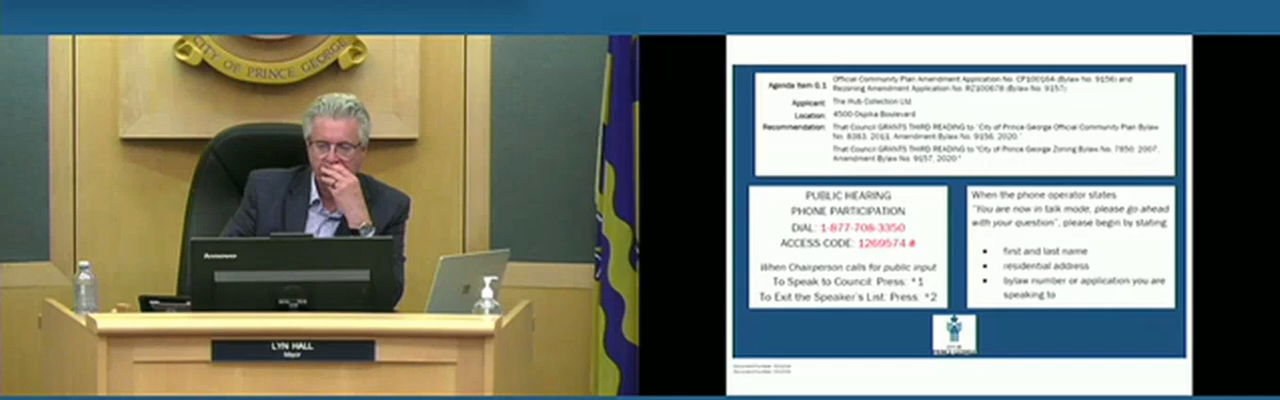 CITY OF PRINCE GEORGE
Lenovo
LYN HALL
Mayor
Agenda Item G.1
Official Community Plan Amendment Application No. CP100164 (Bylaw No. 9156) and
Rezoning Amendment Application No. RZ100678 (Bylaw No. 9157)
Applicant: The Hub Collection Ltd.
Location: 4500 Ospika Boulevard
Recommendation: That Council GRANTS THIRD READING to "City of Prince George Official Community Plan Bylaw
No. 8383, 2011, Amendment Bylaw No. 9156, 2020."
That Council GRANTS THIRD READING to "City of Prince George Zoning Bylaw No. 7850, 2007,
Amendment Bylaw No. 9157, 2020."
PUBLIC HEARING
PHONE PARTICIPATION
DIAL: 1-877-708-3350
ACCESS CODE: 1269574 #
When Chairperson calls for public input
To Speak to Council: Press: *1
To Exit the Speaker's List: Press: *2
When the phone operator states
"You are now in talk mode, please go ahead
with your question", please begin by stating
first and last name
residential address
bylaw number or application you are
speaking to
CITY OF
PRINCE GEORGE